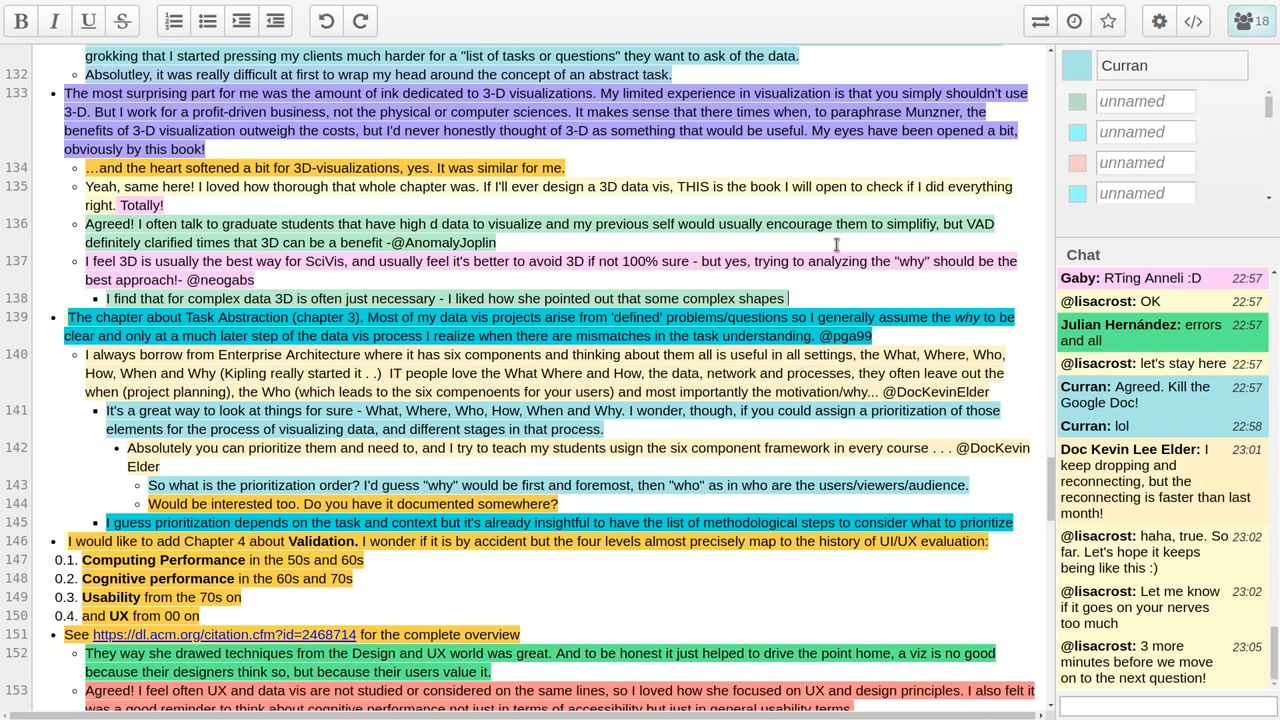 B I U S 18
grokking that I started pressing my clients much harder for a "list of tasks or questions" they want to ask of the data.
132 Absolutley, it was really difficult at first to wrap my head around the concept of an abstract task.
133 The most surprising part for me was the amount of ink dedicated to 3-D visualizations. My limited experience in visualization is that you simply shouldn't use
3-D. But I work for a profit-driven business, not the physical or computer sciences. It makes sense that there times when, to paraphrase Munzner, the
benefits of 3-D visualization outweigh the costs, but I'd never honestly thought of 3-D as something that would be useful. My eyes have been opened a bit,
obviously by this book!
134 …and the heart softened a bit for 3D-visualizations, yes. It was similar for me.
135 Yeah, same here! I loved how thorough that whole chapter was. If I'll ever design a 3D data vis, THIS is the book I will open to check if I did everything
right. Totally!
136 Agreed! I often talk to graduate students that have high d data to visualize and my previous self would usually encourage them to simplifiy, but VAD
definitely clarified times that 3D can be a benefit -@AnomalyJoplin
137 I feel 3D is usually the best way for SciVis, and usually feel it's better to avoid 3D if not 100% sure - but yes, trying to analyzing the "why" should be the
best approach!- @neogabs
138 I find that for complex data 3D is often just necessary - I liked how she pointed out that some complex shapes
139 The chapter about Task Abstraction (chapter 3). Most of my data vis projects arise from 'defined' problems/questions so I generally assume the why to be
clear and only at a much later step of the data vis process I realize when there are mismatches in the task understanding. @pga99
140 I always borrow from Enterprise Architecture where it has six components and thinking about them all is useful in all settings, the What, Where, Who,
How, When and Why (Kipling really started it . .) IT people love the What Where and How, the data, network and processes, they often leave out the
when (project planning), the Who (which leads to the six compenoents for your users) and most importantly the motivation/why... @DocKevinElder
141 It's a great way to look at things for sure - What, Where, Who, How, When and Why. I wonder, though, if you could assign a prioritization of those
elements for the process of visualizing data, and different stages in that process.
142 Absolutely you can prioritize them and need to, and I try to teach my students usign the six component framework in every course . . . @DocKevin
Elder
143 So what is the prioritization order? I'd guess "why" would be first and foremost, then "who" as in who are the users/viewers/audience.
144 Would be interested too. Do you have it documented somewhere?
145 I guess prioritization depends on the task and context but it's already insightful to have the list of methodological steps to consider what to prioritize
146 I would like to add Chapter 4 about Validation. I wonder if it is by accident but the four levels almost precisely map to the history of UI/UX evaluation:
147 0.1. Computing Performance in the 50s and 60s
148 0.2. Cognitive performance in the 60s and 70s
149 0.3. Usability from the 70s on
150 0.4. and UX from 00 on
151 See https://dl.acm.org/citation.cfm?id=2468714 for the complete overview
152 They way she drawed techniques from the Design and UX world was great. And to be honest it just helped to drive the point home, a viz is no good
because their designers think so, but because their users value it.
153 Agreed! I feel often UX and data vis are not studied or considered on the same lines, so I loved how she focused on UX and design principles. I also felt it
was a good reminder to think about cognitive performance not just in terms of accessibility but just in general usability terms.
Curran
unnamed
unnamed
unnamed
unnamed
Chat
Gaby: RTing Anneli :D 22:57
@lisacrost: OK 22:57
Julian Hernández: errors 22:57
and all
@lisacrost: let's stay here 22:57
Curran: Agreed. Kill the 22:57
Google Doc!
Curran: lol 22:58
Doc Kevin Lee Elder: I 23:01
keep dropping and
reconnecting, but the
reconnecting is faster than last
month!
@lisacrost: haha, true. So 23:02
far. Let's hope it keeps
being like this :)
@lisacrost: Let me know 23:02
if it goes on your nerves
too much
@lisacrost: 3 more 23:05
minutes before we move
on to the next question!